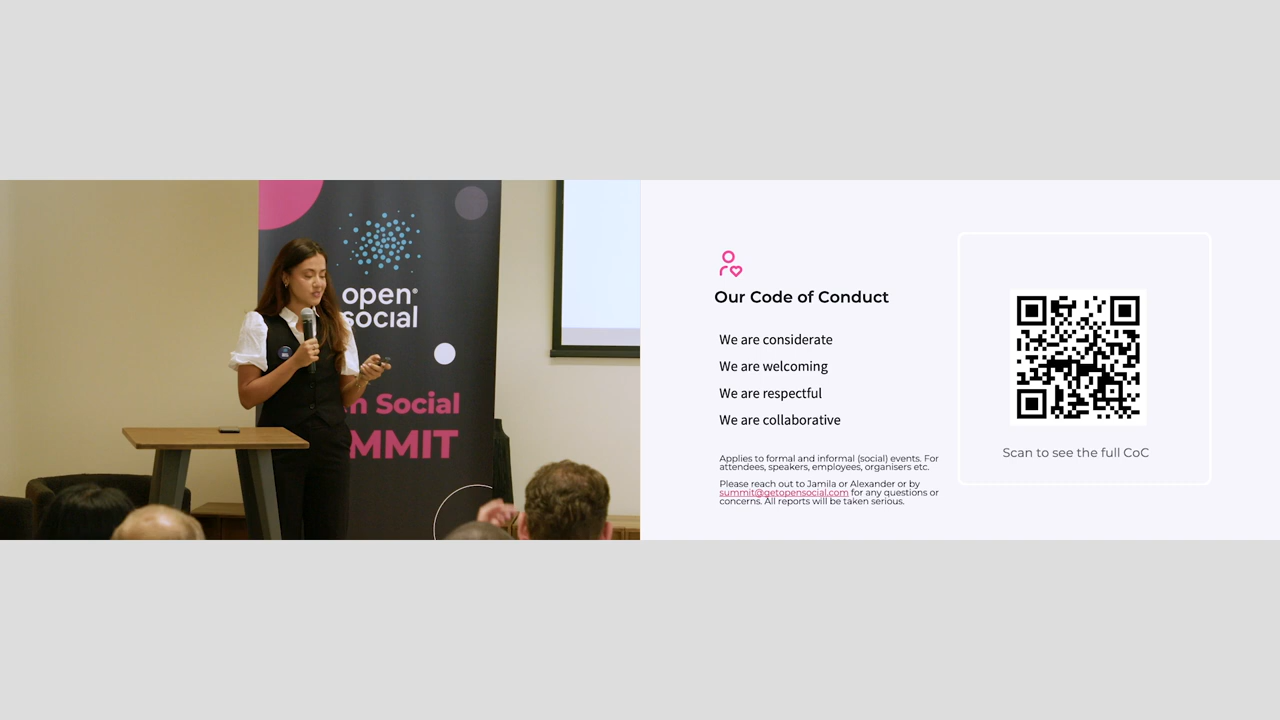 open
social
n Social
MMIT
Our Code of Conduct
We are considerate
We are welcoming
We are respectful
We are collaborative
Applies to formal and informal (social) events. For
attendees, speakers, employees, organisers etc.
Please reach out to Jamila or Alexander or by
summit@getopensocial.com for any questions or
concerns. All reports will be taken serious.
Scan to see the full CoC